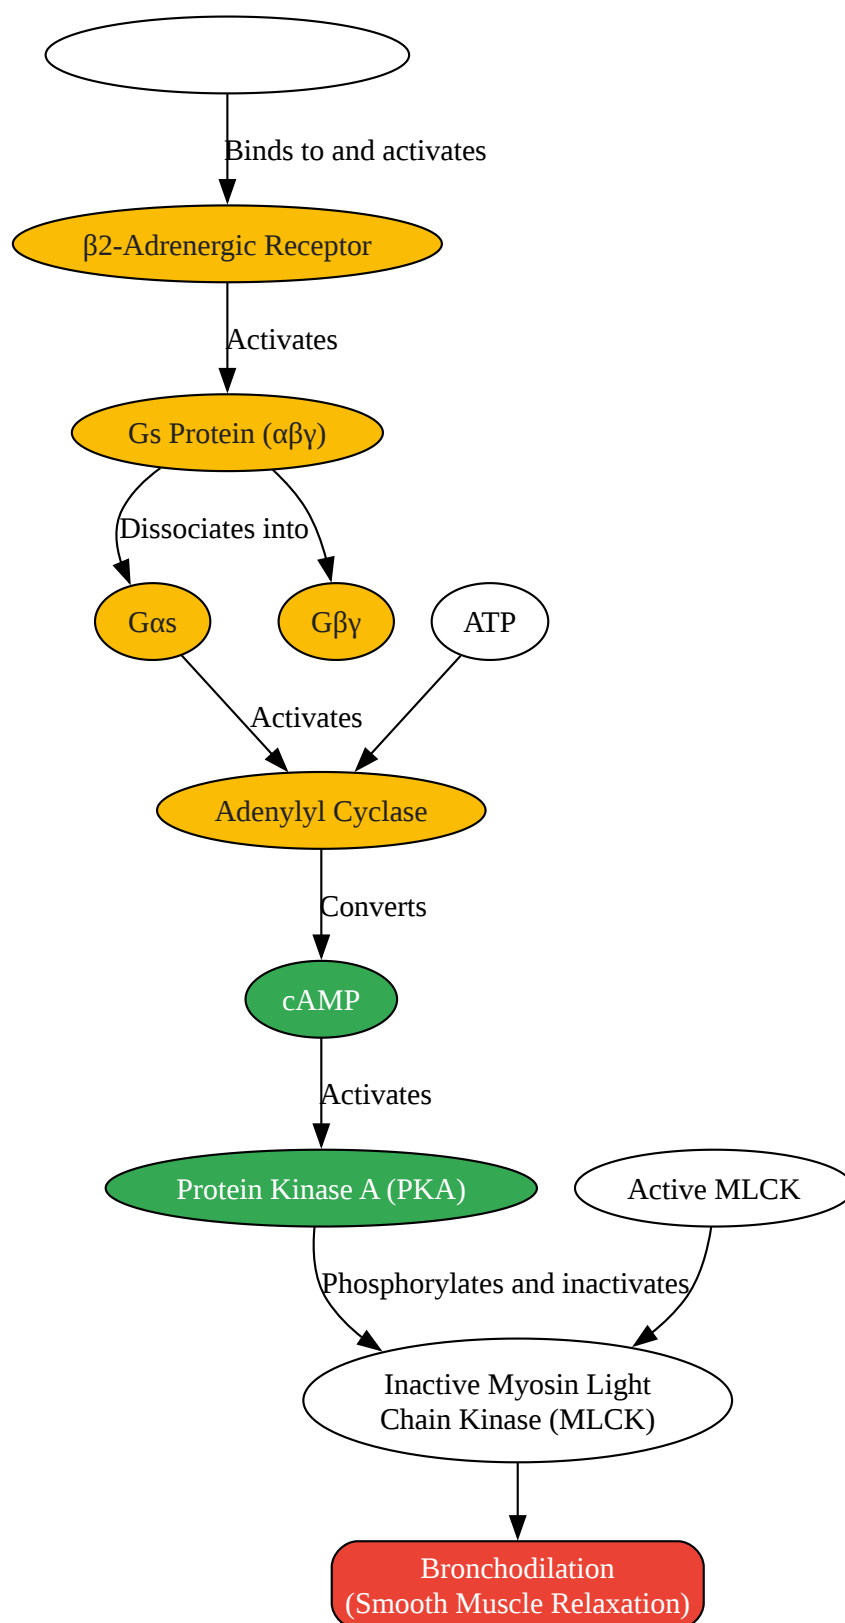 Binds to and activates
β2-Adrenergic Receptor
Activates
Gs Protein (αβγ)
Dissociates into
Gαs
Gβγ
ATP
Activates
Adenylyl Cyclase
Converts
cAMP
Activates
Protein Kinase A (PKA)
Active MLCK
Phosphorylates and inactivates
Inactive Myosin Light
Chain Kinase (MLCK)
Bronchodilation
(Smooth Muscle Relaxation)